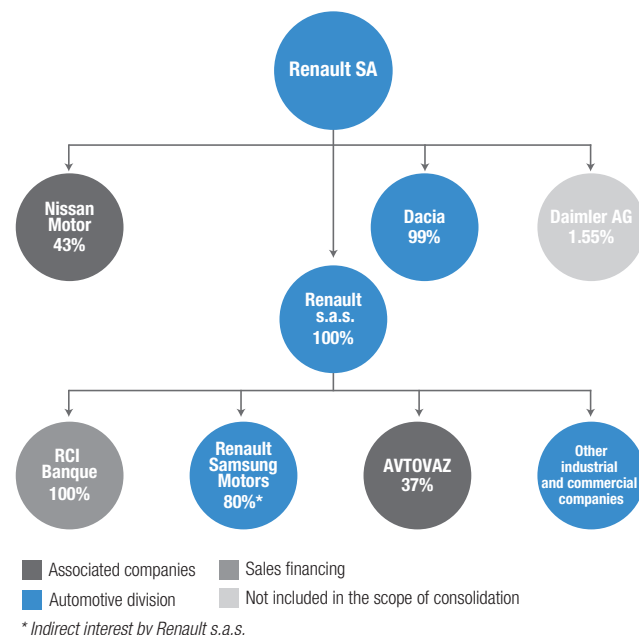 Renault SA
Nissan
Motor
43%
Dacia
99%
Daimler AG
1.55%
Renault
s.a.s.
100%
RCI
Banque
100%
Renault
Samsung
Motors
80%*
AVTOVAZ
37%
Other
industrial
and commercial
companies
Associated companies
Sales financing
Automotive division
Not included in the scope of consolidation
* Indirect interest by Renault s.a.s.